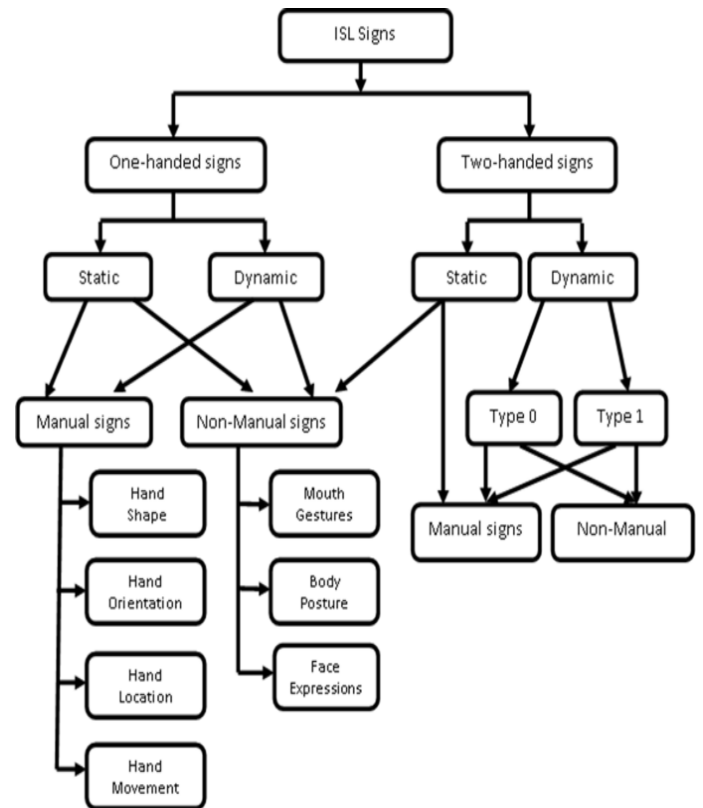 ISL Signs
One-handed signs
Two-handed signs
Static
Dynamic
Static
Dynamic
Manual signs
Non-Manual signs
Type 0
Type 1
Hand
Shape
Mouth
Gestures
Manual signs
Non-Manual
Hand
Orientation
Body
Posture
Hand
Location
Face
Expressions
Hand
Movement